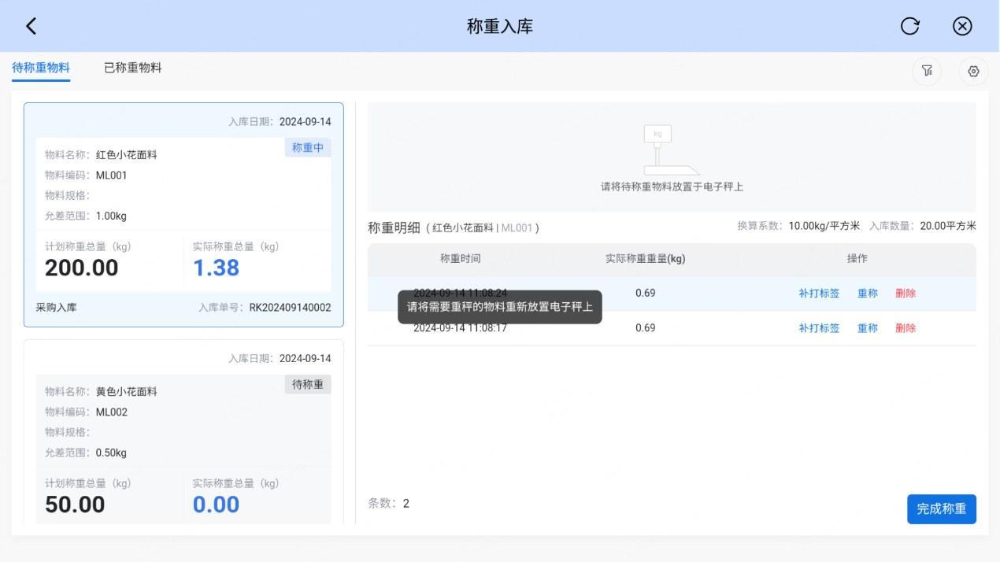 称重入库
待称重物料 已称重物料
入库日期：2024-09-14
称重中
物料名称：红色小花面料
物料编码：ML001
物料规格：
允差范围：1.00kg
计划称重总量（kg） 实际称重总量（kg）
200.00 1.38
采购入库 入库单号：RK202409140002
入库日期：2024-09-14
待称重
物料名称：黄色小花面料
物料编码：ML002
物料规格：
允差范围：0.50kg
计划称重总量（kg） 实际称重总量（kg）
50.00 0.00
kg
请将待称重物料放置于电子秤上
称重明细（红色小花面料 | ML001） 换算系数：10.00kg/平方米 入库数量：20.00平方米
称重时间 实际称重重量(kg) 操作
2024-09-14 11:08:24 0.69 补打标签 重称 删除
请将需要重秤的物料重新放置电子秤上
2024-09-14 11:08:17 0.69 补打标签 重称 删除
条数：2
完成称重